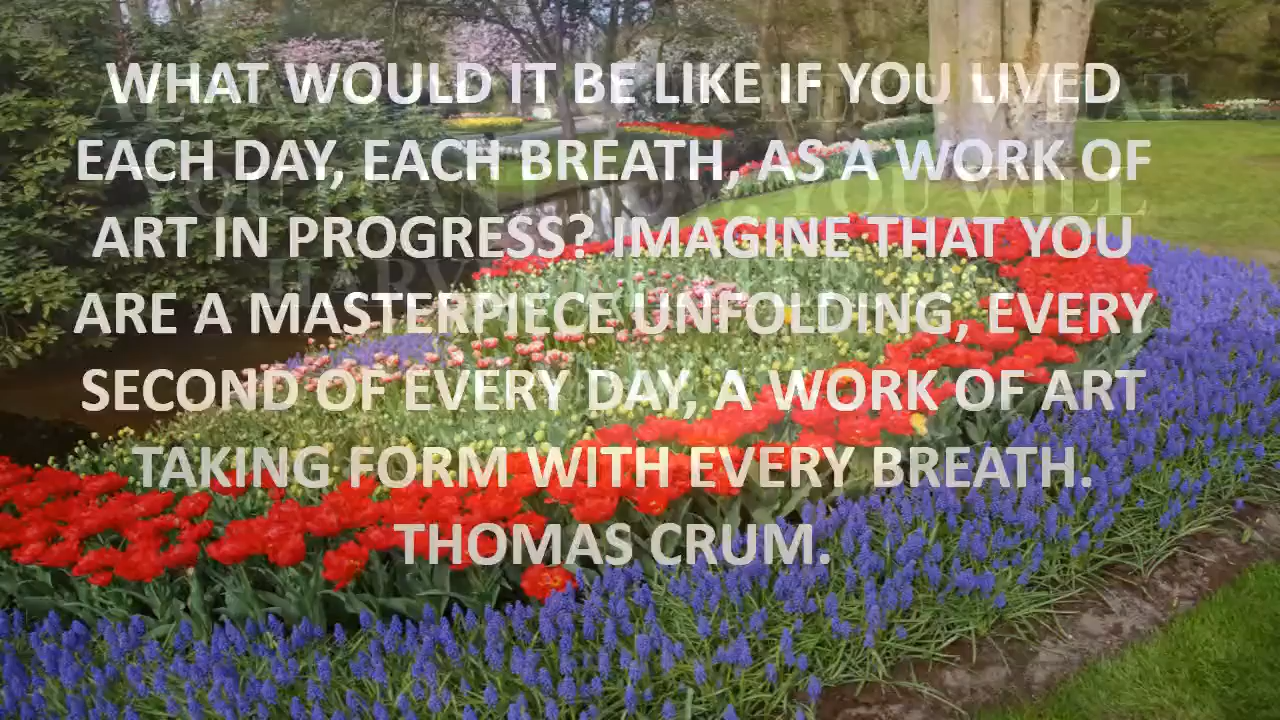 WHAT WOULD IT BE LIKE IF YOU LIVED
EACH DAY, EACH BREATH, AS A WORK OF
ART IN PROGRESS? IMAGINE THAT YOU
ARE A MASTERPIECE UNFOLDING, EVERY
SECOND OF EVERY DAY, A WORK OF ART
TAKING FORM WITH EVERY BREATH.
THOMAS CRUM.
YOU WILL